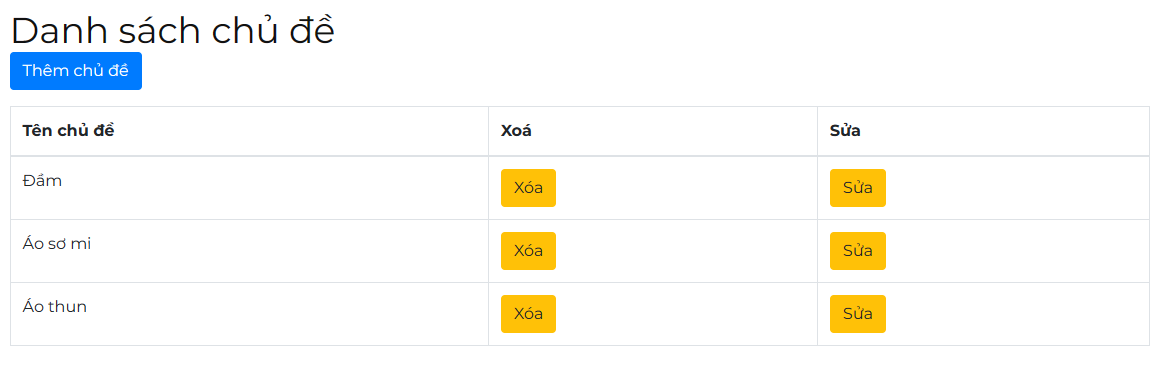 Danh sách chủ đề
Thêm chủ đề
Tên chủ đề Xoá Sửa
Đầm Xóa Sửa
Áo sơ mi Xóa Sửa
Áo thun Xóa Sửa